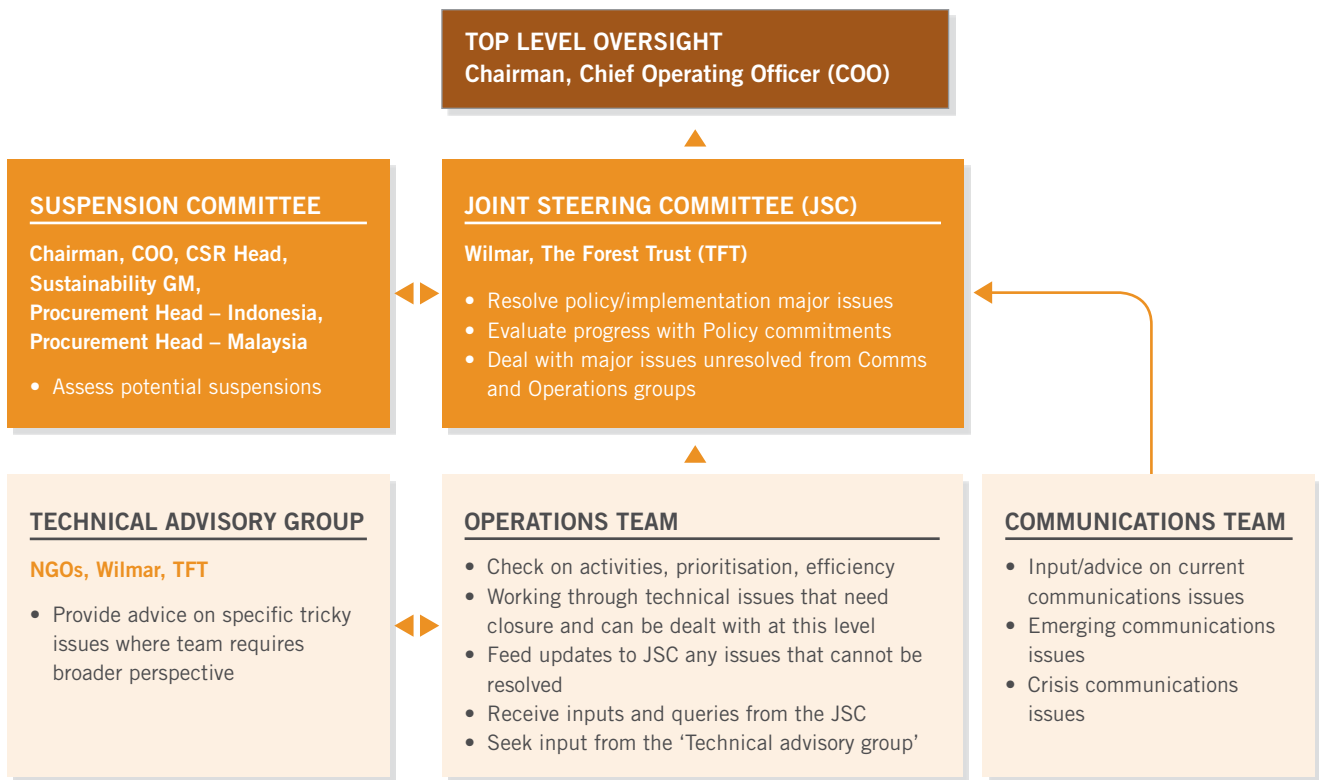 TOP LEVEL OVERSIGHT
Chairman, Chief Operating Officer (COO)
SUSPENSION COMMITTEE
Chairman, COO, CSR Head,
Sustainability GM,
Procurement Head – Indonesia,
Procurement Head – Malaysia
• Assess potential suspensions
JOINT STEERING COMMITTEE (JSC)
Wilmar, The Forest Trust (TFT)
• Resolve policy/implementation major issues
• Evaluate progress with Policy commitments
• Deal with major issues unresolved from Comms
and Operations groups
TECHNICAL ADVISORY GROUP
NGOs, Wilmar, TFT
• Provide advice on specific tricky
issues where team requires
broader perspective
OPERATIONS TEAM
• Check on activities, prioritisation, efficiency
• Working through technical issues that need
closure and can be dealt with at this level
• Feed updates to JSC any issues that cannot be
resolved
• Receive inputs and queries from the JSC
• Seek input from the ‘Technical advisory group’
COMMUNICATIONS TEAM
• Input/advice on current
communications issues
• Emerging communications
issues
• Crisis communications
issues